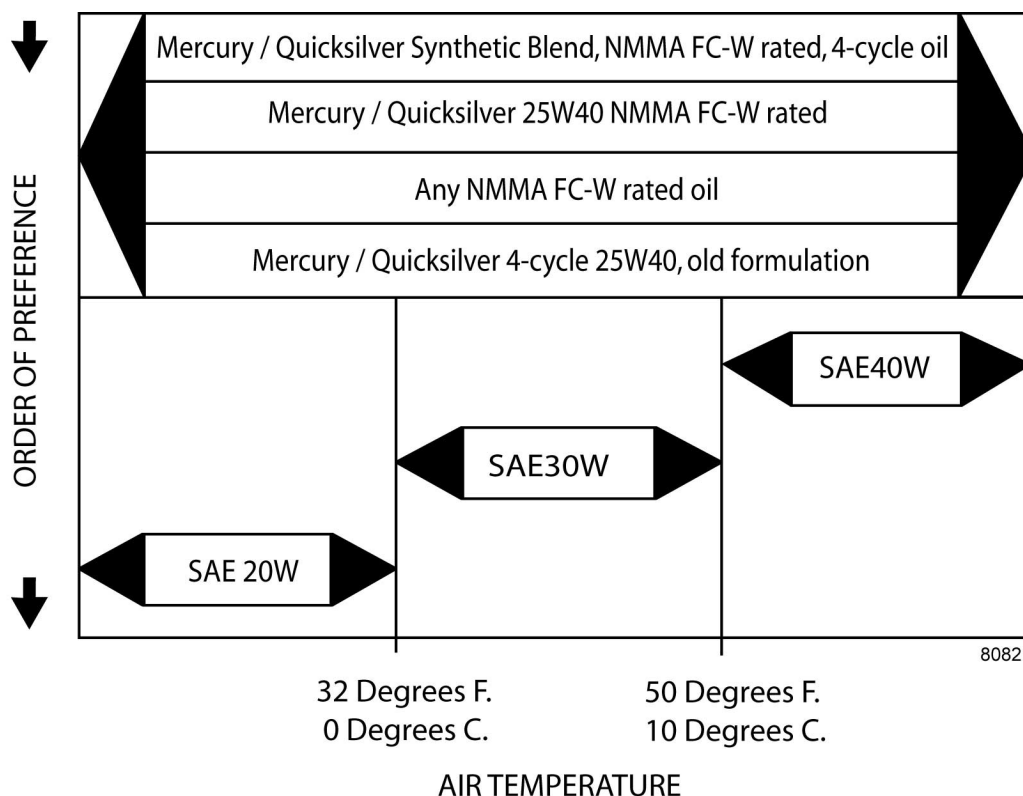 Mercury / Quicksilver Synthetic Blend, NMMA FC-W rated, 4-cycle oil
Mercury / Quicksilver 25W40 NMMA FC-W rated
Any NMMA FC-W rated oil
Mercury / Quicksilver 4-cycle 25W40, old formulation
ORDER OF PREFERENCE
SAE40W
SAE30W
SAE 20W
8082
32 Degrees F.
0 Degrees C.
50 Degrees F.
10 Degrees C.
AIR TEMPERATURE